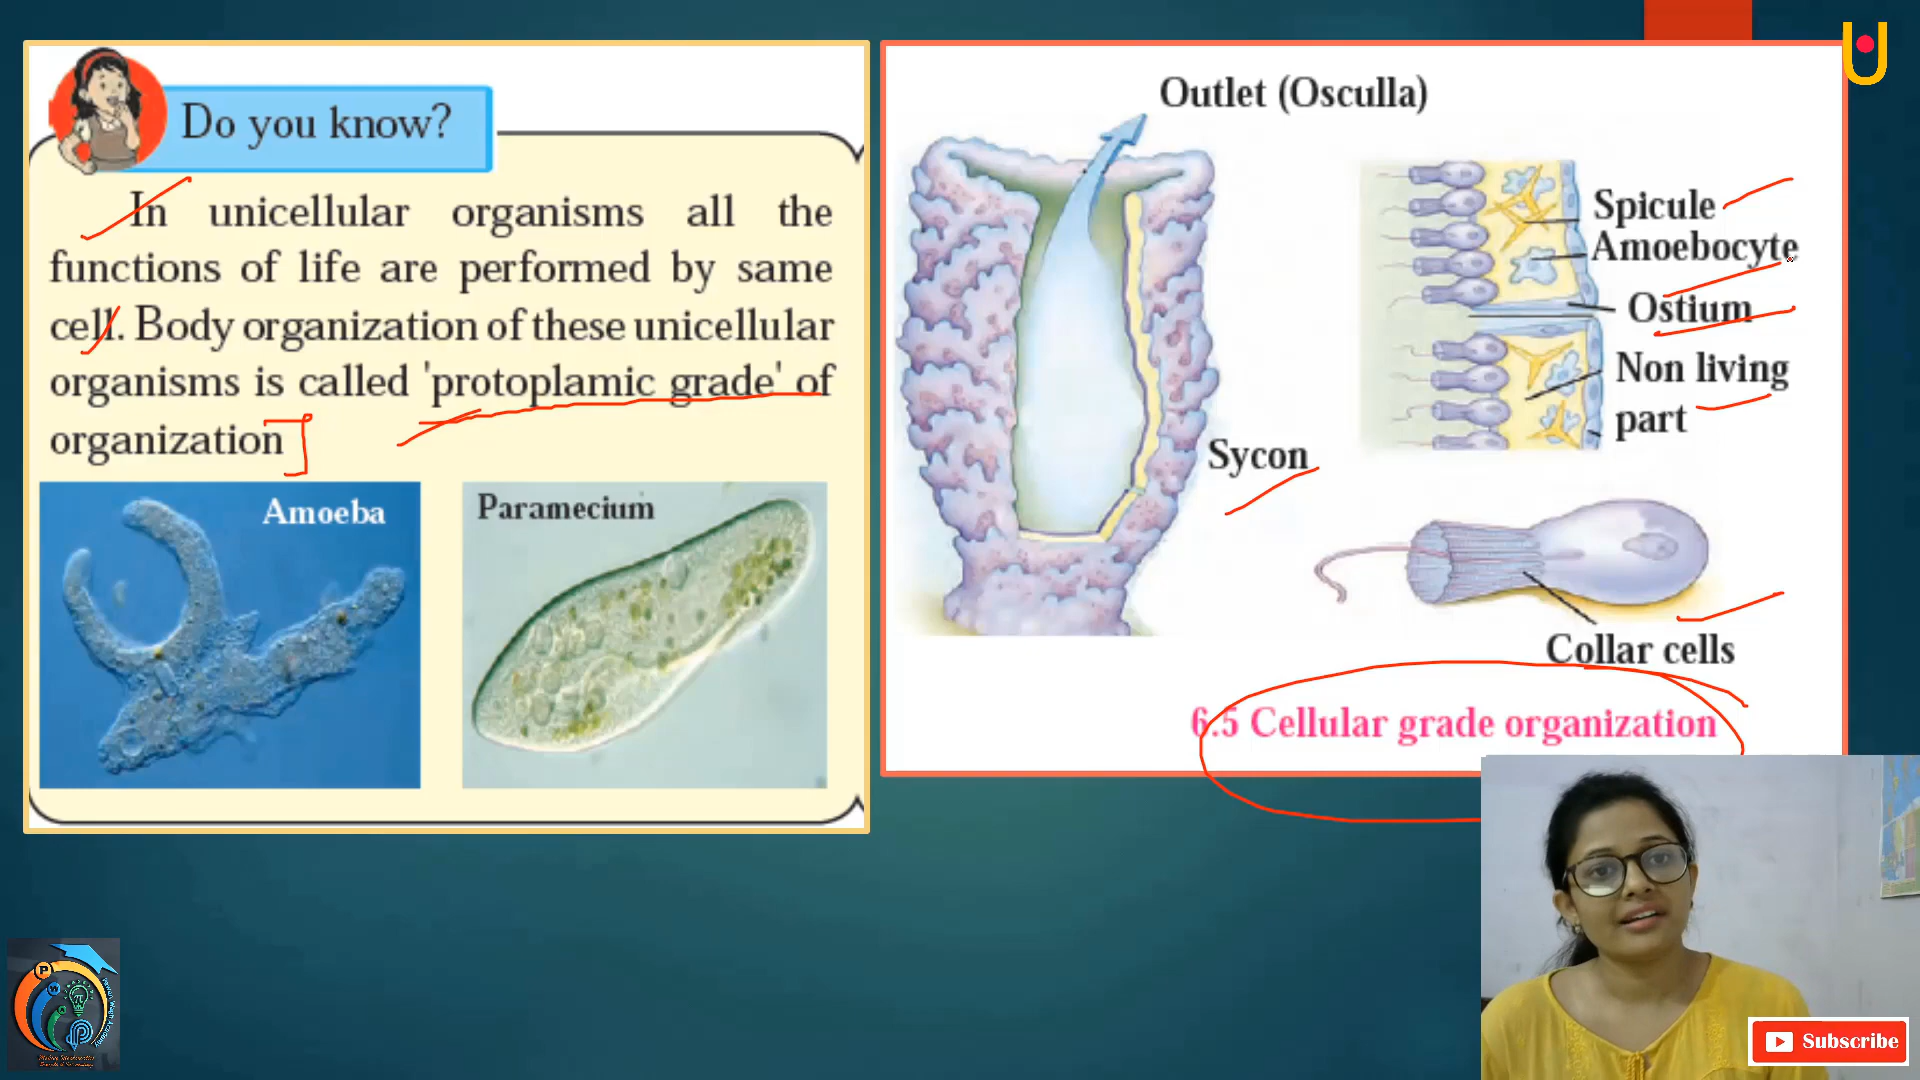 Do you know?
In unicellular organisms all the
functions of life are performed by same
cell. Body organization of these unicellular
organisms is called 'protoplamic grade' of
organization
Amoeba
Paramecium
Outlet (Osculla)
Spicule
Amoebocyte
Ostium
Non living
part
Sycon
Collar cells
6.5 Cellular grade organization
Subscribe